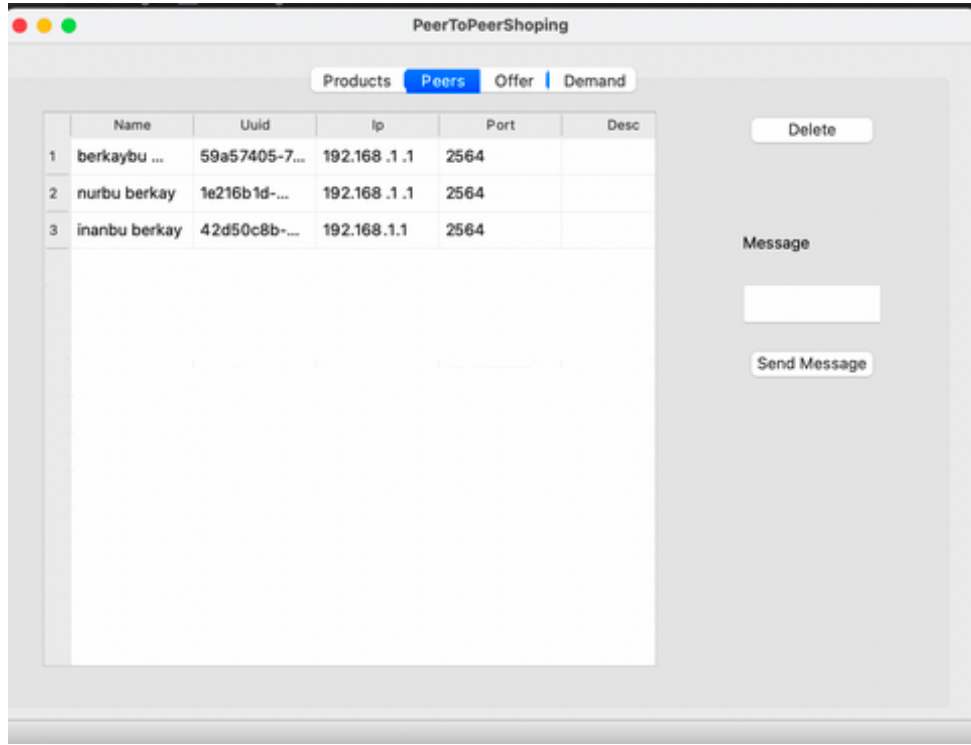 PeerToPeerShoping
Products Peers Offer Demand
Name Uuid Ip Port Desc
Delete
1 berkaybu ... 59a57405-7... 192.168 .1 .1 2564
2 nurbu berkay 1e216b1d-... 192.168 .1 .1 2564
3 inanbu berkay 42d50c8b-... 192.168.1.1 2564
Message
Send Message